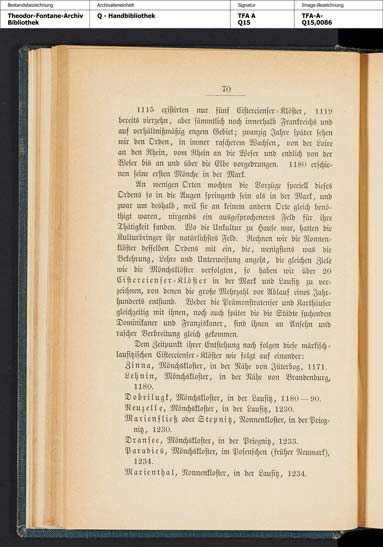 Bestandsbezeichnung
Archivalieneinheit
Signatur
Image-Bezeichnung
Theodor-Fontane-Archiv
Bibliothek
Q - Handbibliothek
TFA A
Q15
TFA-A-
Q15,0086
70
1115 existirten nur fünf Cistercienser-Klöster, 1119
bereits vierzehn, aber sämmtlich noch innerhalb Frankreichs und
auf verhältnißmäßig engem Gebiet; zwanzig Jahre später sehen
wir den Orden, in immer rascherem Wachsen, von der Loire
an den Rhein, vom Rhein an die Weser und endlich von der
Weser bis an und über die Elbe vorgedrungen. 1180 erschie-
nen seine ersten Mönche in der Mark.
An wenigen Orten mochten die Vorzüge speciell dieses
Ordens so in die Augen springend sein als in der Mark, und
zwar um deshalb, weil sie an keinem andern Orte gleich benö-
thigt waren, nirgends ein ausgesprocheneres Feld für ihre
Thätigkeit fanden. Wo die Unkultur zu Hause war, hatten die
Kulturbringer ihr natürlichstes Feld. Rechnen wir die Nonnen-
klöster desselben Ordens mit ein, die, wenigstens was die
Bekehrung, Lehre und Unterweisung angeht, die gleichen Ziele
wie die Mönchsklöster verfolgten, so haben wir über 20
Cistercienser-Klöster in der Mark und Lausitz zu ver-
zeichnen, von denen die große Mehrzahl vor Ablauf eines Jahr-
hunderts entstand. Weder die Prämonstratenser und Karthäuser
gleichzeitig mit ihnen, noch auch später die die Städte suchenden
Dominikaner und Franziskaner, sind ihnen an Ansehn und
rascher Verbreitung gleich gekommen.
Dem Zeitpunkt ihrer Entstehung nach folgen diese märkisch-
lausitzischen Cistercienser-Klöster wie folgt auf einander:
Zinna, Mönchskloster, in der Nähe von Jüterbog, 1171.
Lehnin, Mönchskloster, in der Nähe von Brandenburg,
1180.
Dobrilugk, Mönchskloster, in der Lausitz, 1180—90.
Neuzelle, Mönchskloster, in der Lausitz, 1230.
Marienfließ oder Stepnitz, Nonnenkloster, in der Prieg-
nitz, 1230.
Dransee, Mönchskloster, in der Priegnitz, 1233.
Paradies, Mönchskloster, im Posenschen (früher Neumark),
1234.
Marienthal, Nonnenkloster, in der Lausitz, 1234.